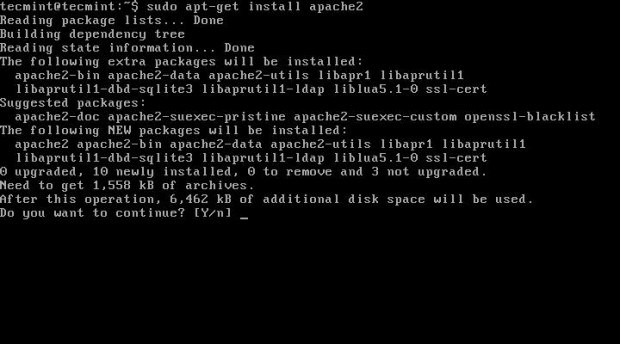 tecmint@tecmint:~$ sudo apt-get install apache2
Reading package lists... Done
Building dependency tree
Reading state information... Done
The following extra packages will be installed:
  apache2-bin apache2-data apache2-utils libapr1 libaprutil1
  libaprutil1-dbd-sqlite3 libaprutil1-ldap liblua5.1-0 ssl-cert
Suggested packages:
  apache2-doc apache2-suexec-pristine apache2-suexec-custom openssl-blacklist
The following NEW packages will be installed:
  apache2 apache2-bin apache2-data apache2-utils libapr1 libaprutil1
  libaprutil1-dbd-sqlite3 libaprutil1-ldap liblua5.1-0 ssl-cert
0 upgraded, 10 newly installed, 0 to remove and 3 not upgraded.
Need to get 1,558 kB of archives.
After this operation, 6,462 kB of additional disk space will be used.
Do you want to continue? [Y/n] _